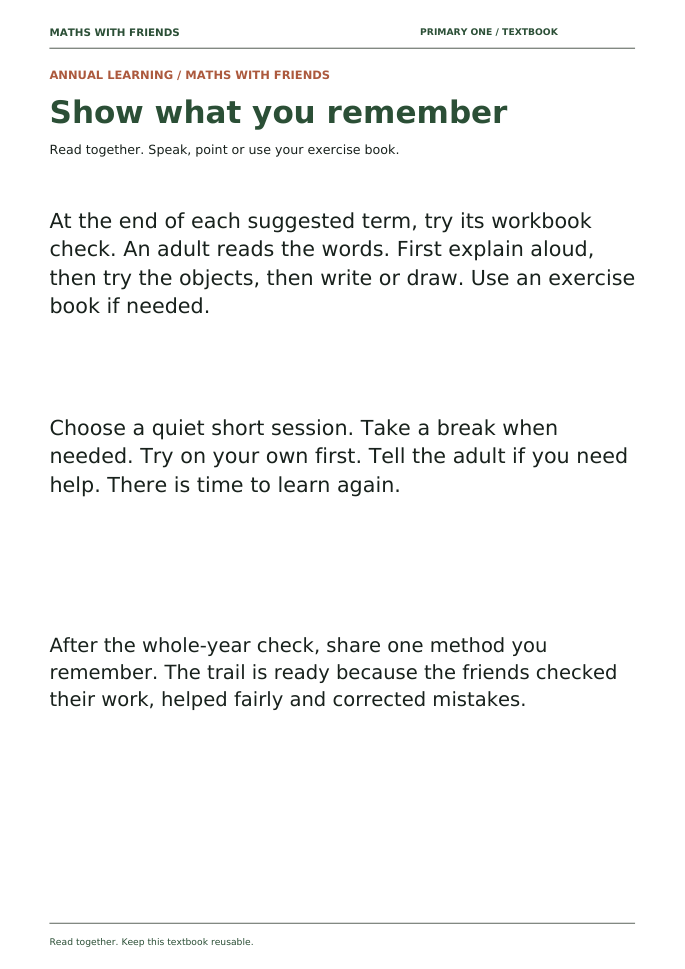 MATHS WITH FRIENDS
PRIMARY ONE / TEXTBOOK
ANNUAL LEARNING / MATHS WITH FRIENDS
Show what you remember
Read together. Speak, point or use your exercise book.
At the end of each suggested term, try its workbook
check. An adult reads the words. First explain aloud,
then try the objects, then write or draw. Use an exercise
book if needed.
Choose a quiet short session. Take a break when
needed. Try on your own first. Tell the adult if you need
help. There is time to learn again.
After the whole-year check, share one method you
remember. The trail is ready because the friends checked
their work, helped fairly and corrected mistakes.
Read together. Keep this textbook reusable.